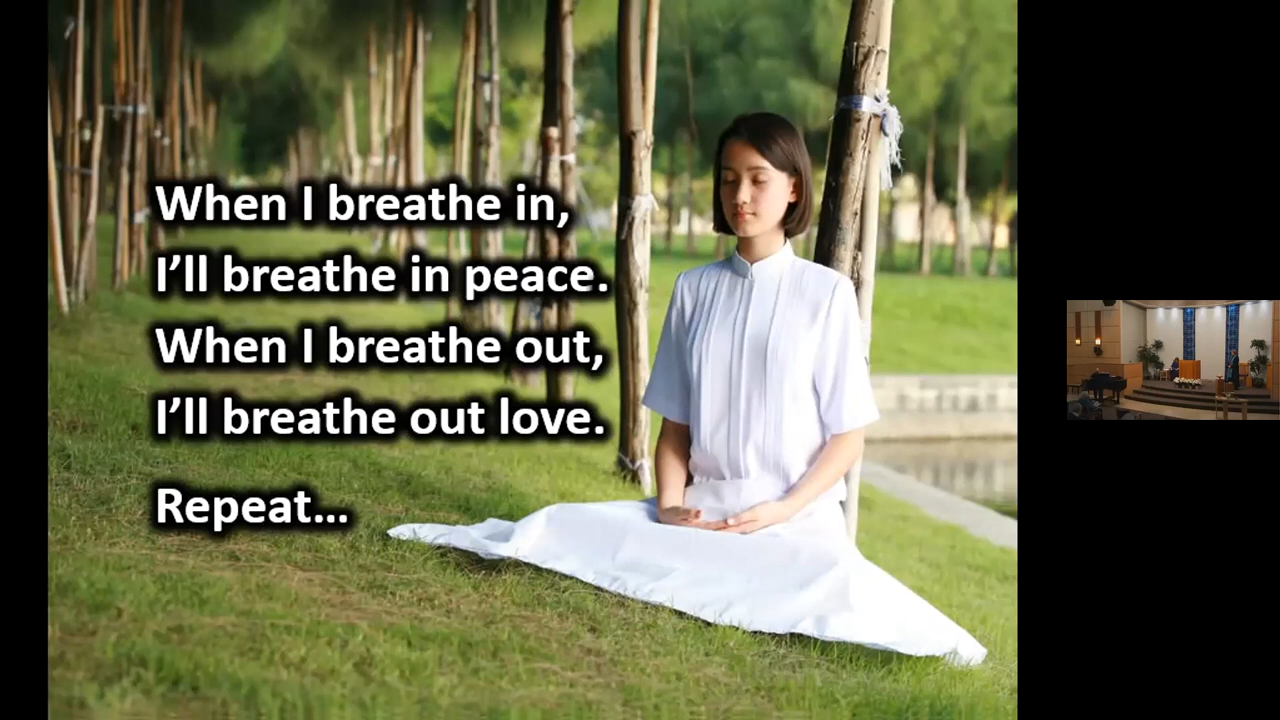 When I breathe in,
I’ll breathe in peace.
When I breathe out,
I’ll breathe out love.
Repeat...